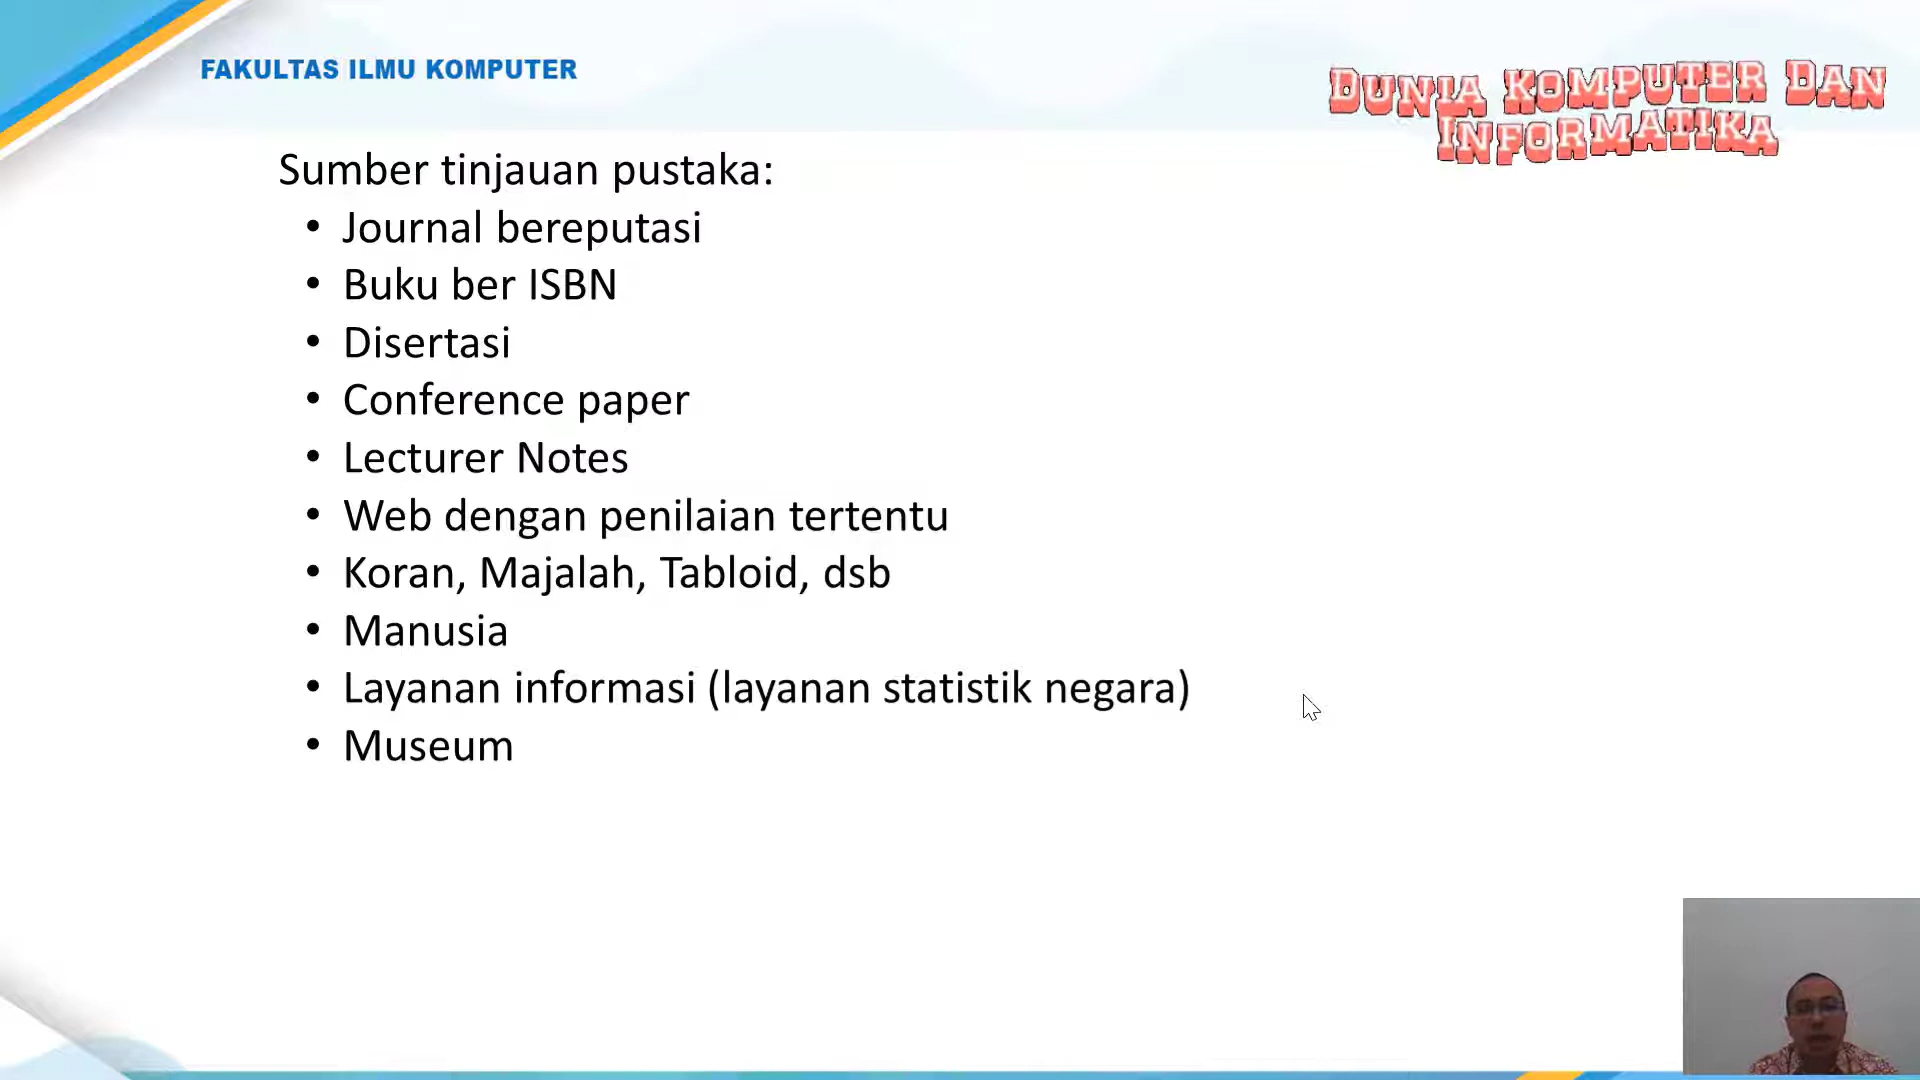 FAKULTAS ILMU KOMPUTER
DUNIA KOMPUTER DAN
INFORMATIKA
Sumber tinjauan pustaka:
• Journal bereputasi
• Buku ber ISBN
• Disertasi
• Conference paper
• Lecturer Notes
• Web dengan penilaian tertentu
• Koran, Majalah, Tabloid, dsb
• Manusia
• Layanan informasi (layanan statistik negara)
• Museum